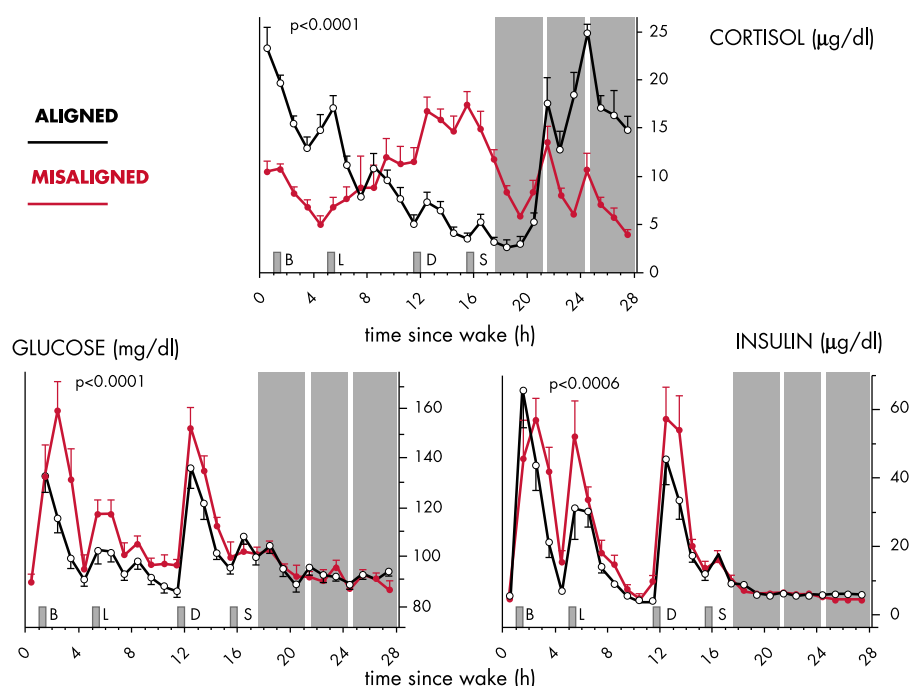 p<0.0001
CORTISOL (μg/dl)
25
20
15
10
5
0
ALIGNED
MISALIGNED
B L D S
0 4 8 12 16 20 24 28
time since wake (h)
GLUCOSE (mg/dl)
p<0.0001
160
140
120
100
80
B L D S
0 4 8 12 16 20 24 28
time since wake (h)
INSULIN (μg/dl)
p<0.0006
60
40
20
0
B L D S
0 4 8 12 16 20 24 28
time since wake (h)